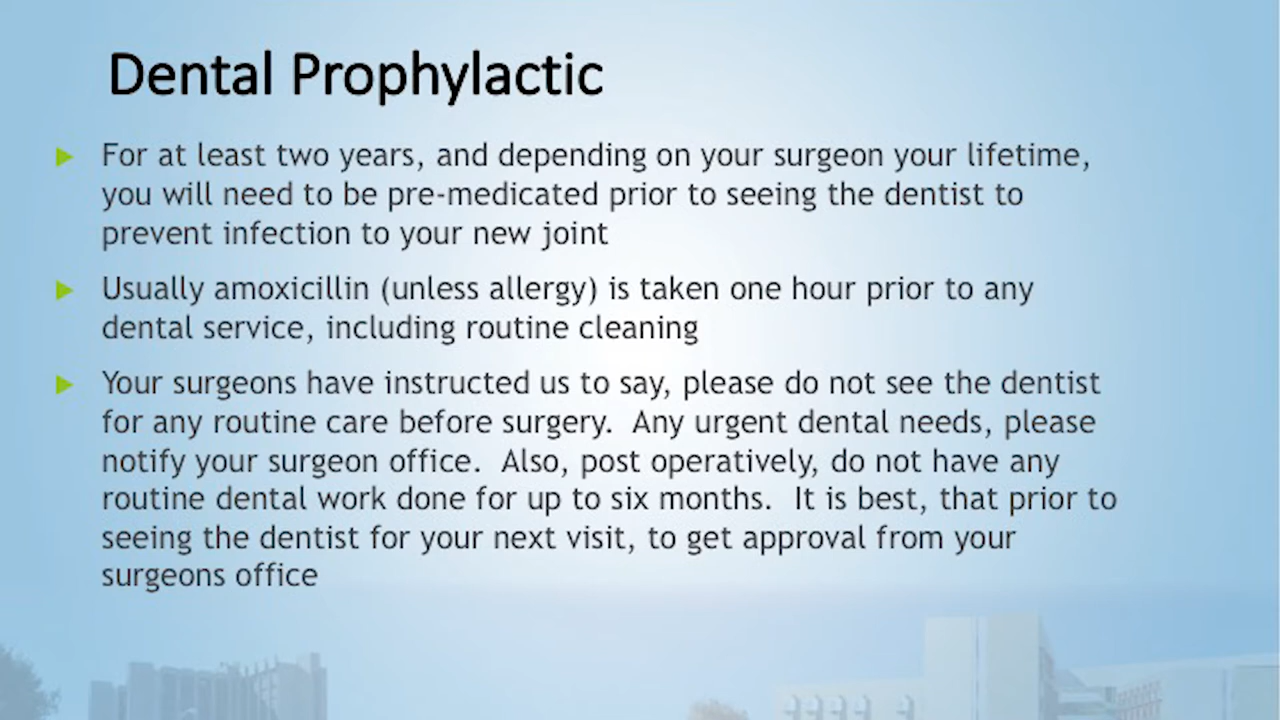 Dental Prophylactic
For at least two years, and depending on your surgeon your lifetime,
you will need to be pre-medicated prior to seeing the dentist to
prevent infection to your new joint
Usually amoxicillin (unless allergy) is taken one hour prior to any
dental service, including routine cleaning
Your surgeons have instructed us to say, please do not see the dentist
for any routine care before surgery.  Any urgent dental needs, please
notify your surgeon office.  Also, post operatively, do not have any
routine dental work done for up to six months.  It is best, that prior to
seeing the dentist for your next visit, to get approval from your
surgeons office